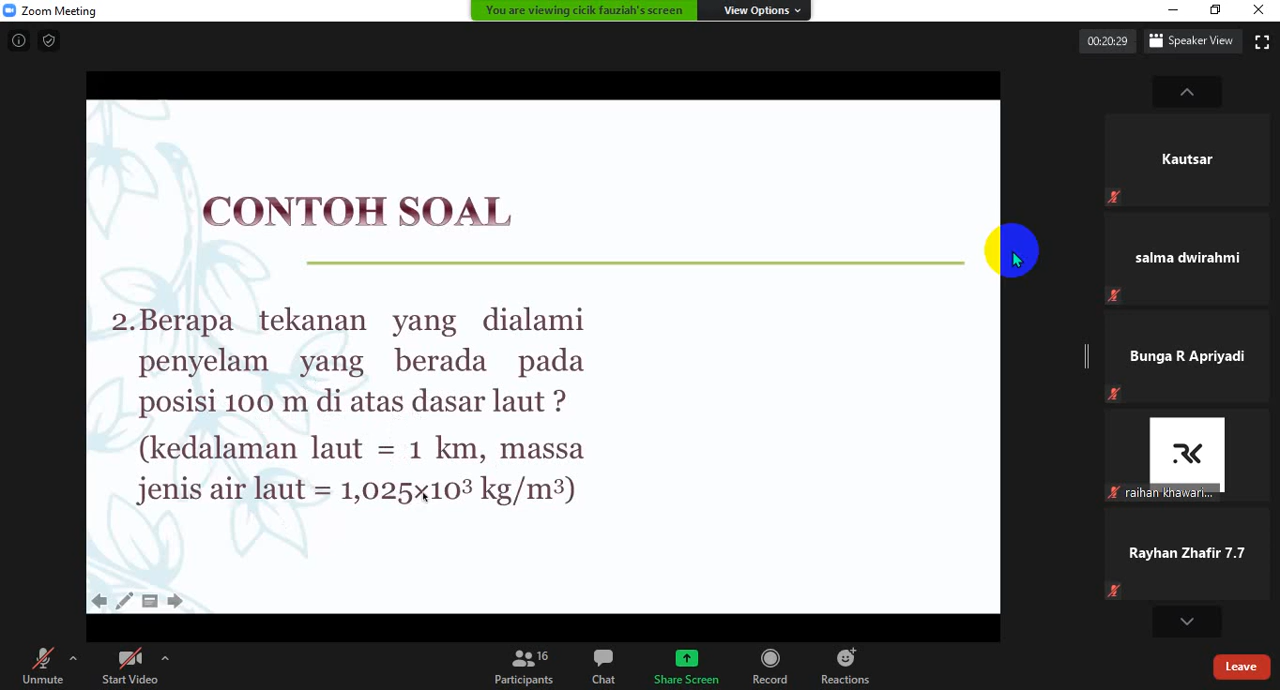 Zoom Meeting
You are viewing cicik fauziah's screen
View Options
00:20:29
Speaker View
CONTOH SOAL
2. Berapa tekanan yang dialami
penyelam yang berada pada
posisi 100 m di atas dasar laut ?
(kedalaman laut = 1 km, massa
jenis air laut = 1,025×10³ kg/m³)
Kautsar
salma dwirahmi
Bunga R Apriyadi
RK
raihan khawari...
Rayhan Zhafir 7.7
Unmute
Start Video
16
Participants
Chat
Share Screen
Record
Reactions
Leave